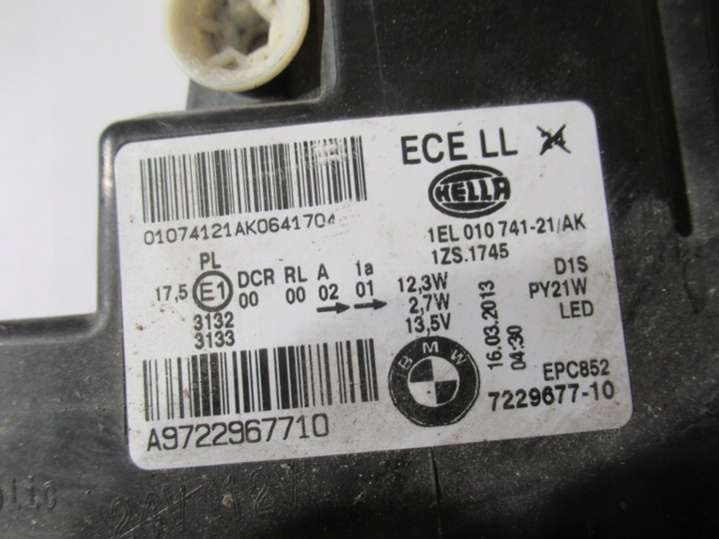 ECE LL
HELLA
01074121AK0641704
1EL 010 741-21/AK
1ZS.1745
PL
17,5 E1 DCR RL A 1a
00 00 02 01
3132
3133
12,3W
2,7W
13,5V
16.03.2013
04:30
D1S
PY21W
LED
BMW
EPC852
7229677-10
A9722967710